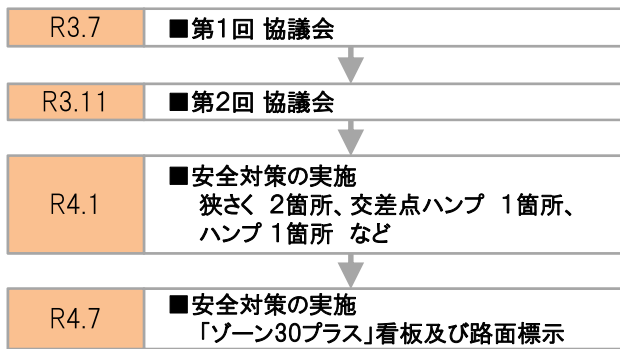 R3.7 ■第1回 協議会
R3.11 ■第2回 協議会
R4.1 ■安全対策の実施
狭さく 2箇所、交差点ハンプ 1箇所、
ハンプ 1箇所 など
R4.7 ■安全対策の実施
「ゾーン30プラス」看板及び路面標示